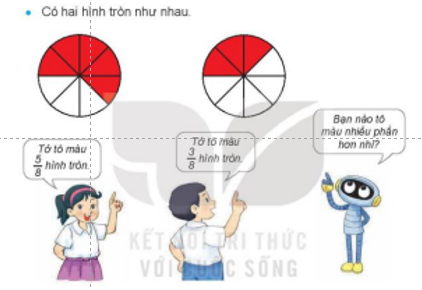 Có hai hình tròn như nhau.
Tớ tô màu
5/8 hình tròn.
Tớ tô màu
3/8 hình tròn.
Bạn nào tô
màu nhiều phần
hơn nhỉ?
KẾT NỐI TRI THỨC
VỚI CUỘC SỐNG